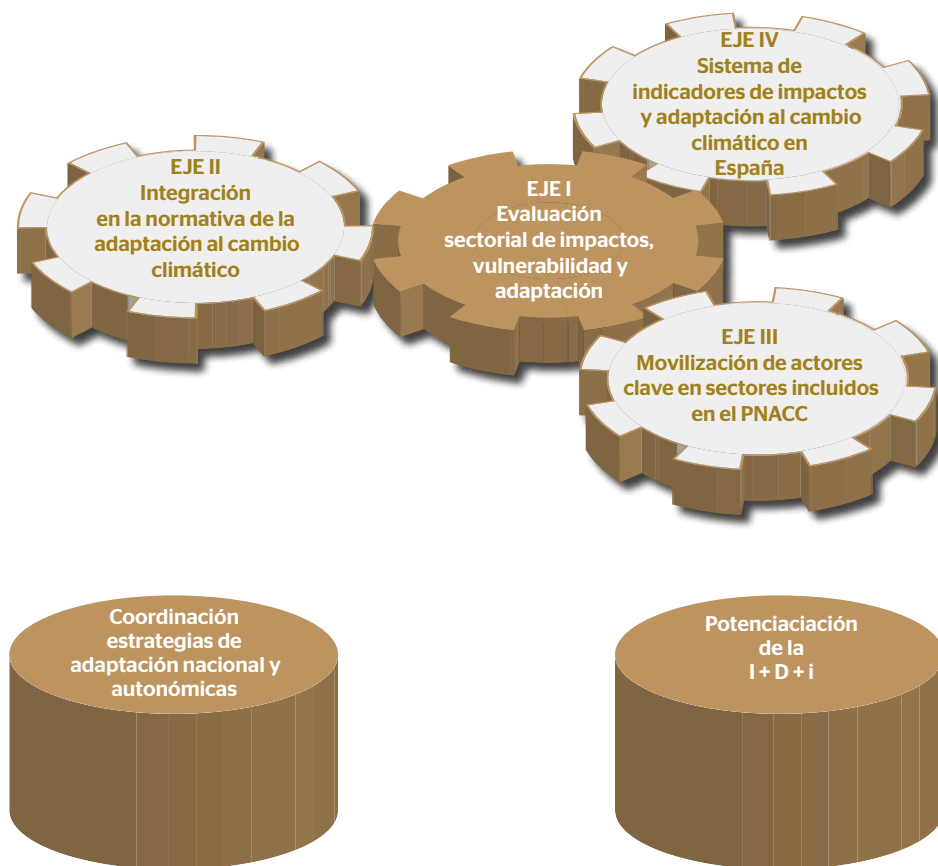 EJE IV
Sistema de
indicadores de impactos
y adaptación al cambio
climático en
España
EJE II
Integración
en la normativa de la
adaptación al cambio
climático
EJE I
Evaluación
sectorial de impactos,
vulnerabilidad y
adaptación
EJE III
Movilización de actores
clave en sectores incluidos
en el PNACC
Coordinación
estrategias de
adaptación nacional y
autonómicas
Potenciaciación
de la
I + D + i